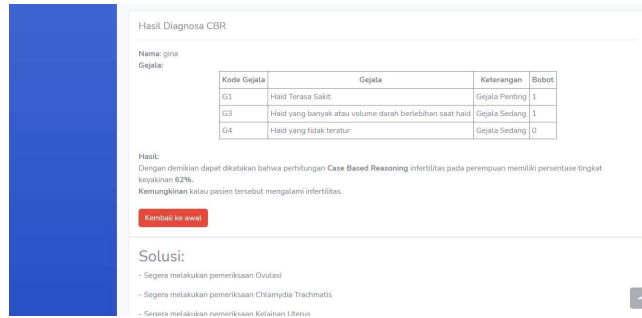 Hasil Diagnosa CBR
Nama: gina
Gejala:
Kode Gejala Gejala Keterangan Bobot
G1 Haid Terasa Sakit Gejala Penting 1
G3 Haid yang banyak atau volume darah berlebihan saat haid Gejala Sedang 1
G4 Haid yang tidak teratur Gejala Sedang 0
Hasil:
Dengan demikian dapat dikatakan bahwa perhitungan Case Based Reasoning infertilitas pada perempuan memiliki persentase tingkat
keyakinan 62%.
Kemungkinan kalau pasien tersebut mengalami infertilitas.
Kembali ke awal
Solusi:
- Segera melakukan pemeriksaan Ovulasi
- Segera melakukan pemeriksaan Chlamydia Trachmatis
- Segera melakukan pemeriksaan Kelainan Uterus